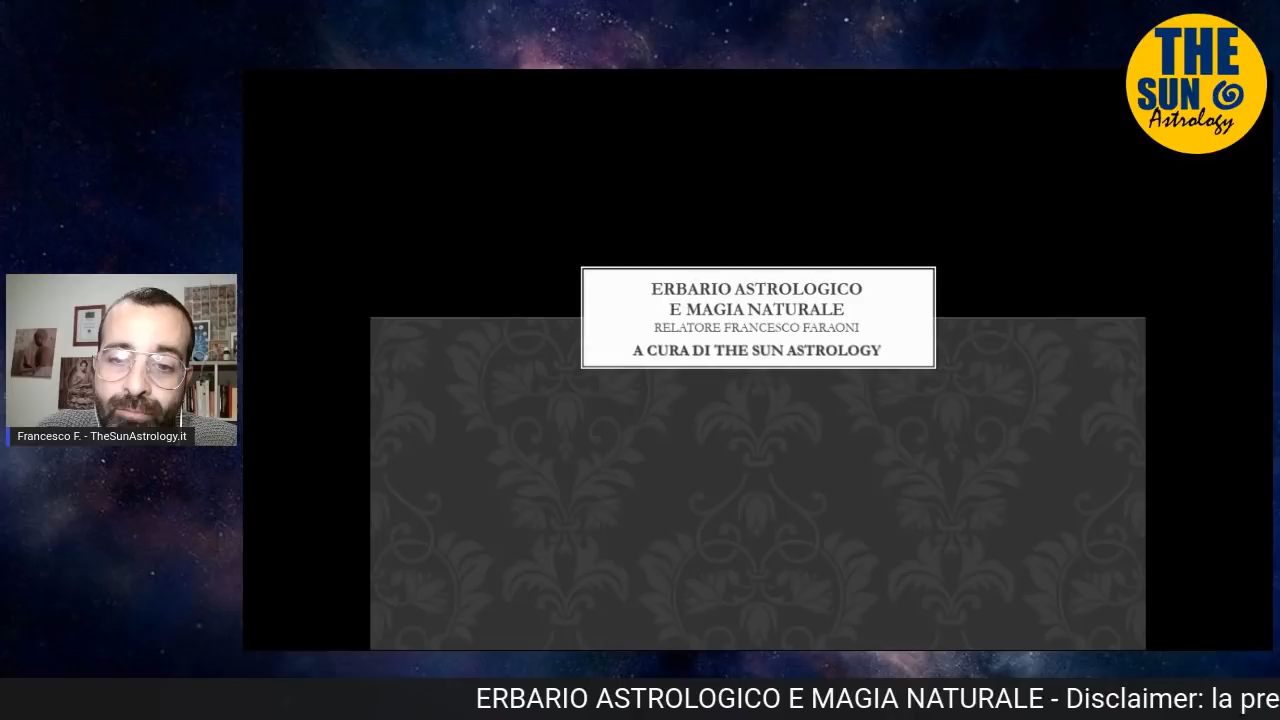 THE
SUN
Astrology
ERBARIO ASTROLOGICO
E MAGIA NATURALE
RELATORE FRANCESCO FARAONI
A CURA DI THE SUN ASTROLOGY
Francesco F. - TheSunAstrology.it
ERBARIO ASTROLOGICO E MAGIA NATURALE - Disclaimer: la pre